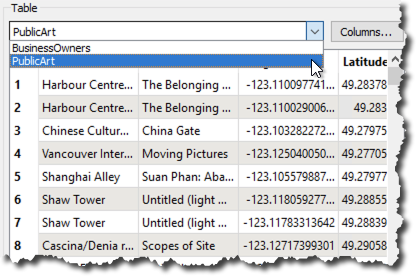 Table
PublicArt
Columns...
BusinessOwners
PublicArt
Latitude
1 Harbour Centre... The Belonging ... -123.110097741... 49.28378
2 Harbour Centre... The Belonging ... -123.110029006... 49.283
3 Chinese Cultur... China Gate -123.103282272... 49.27975
4 Vancouver Inter... Moving Pictures -123.125040050... 49.27705
5 Shanghai Alley Suan Phan: Aba... -123.105579887... 49.27977
6 Shaw Tower Untitled (light ... -123.118059277... 49.28855
7 Shaw Tower Untitled (light ... -123.11783313642 49.28839
8 Cascina/Denia r... Scopes of Site -123.12717399301 49.29058